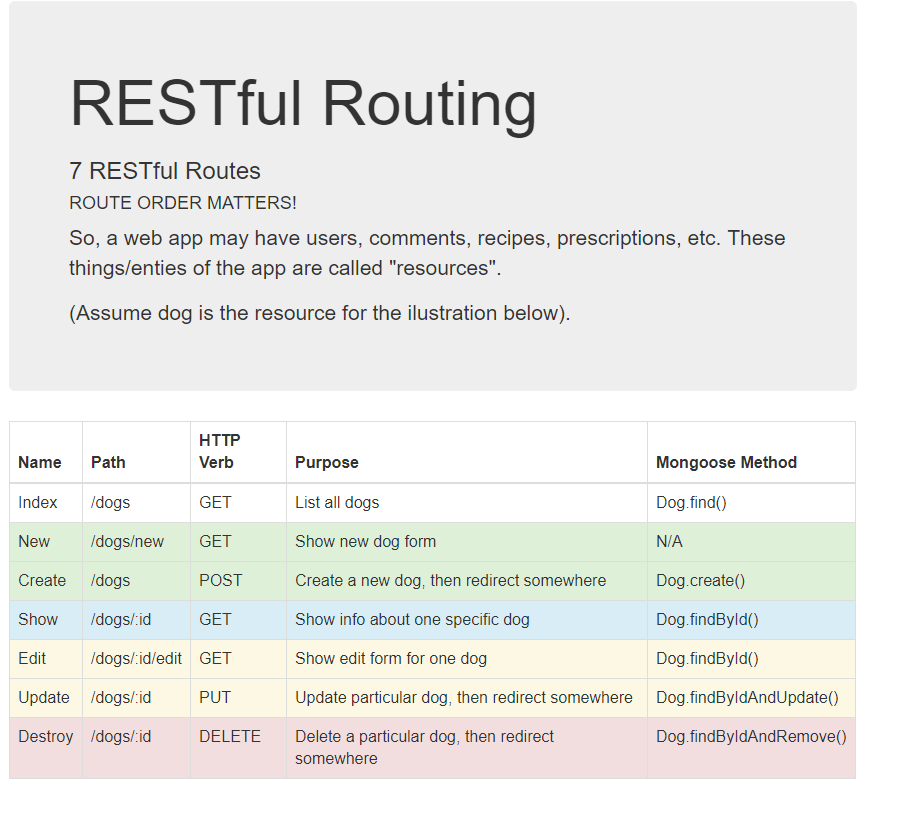 RESTful Routing
7 RESTful Routes
ROUTE ORDER MATTERS!
So, a web app may have users, comments, recipes, prescriptions, etc. These
things/enties of the app are called "resources".
(Assume dog is the resource for the ilustration below).
Name Path HTTP Verb Purpose Mongoose Method
Index /dogs GET List all dogs Dog.find()
New /dogs/new GET Show new dog form N/A
Create /dogs POST Create a new dog, then redirect somewhere Dog.create()
Show /dogs/:id GET Show info about one specific dog Dog.findById()
Edit /dogs/:id/edit GET Show edit form for one dog Dog.findById()
Update /dogs/:id PUT Update particular dog, then redirect somewhere Dog.findByIdAndUpdate()
Destroy /dogs/:id DELETE Delete a particular dog, then redirect somewhere Dog.findByIdAndRemove()